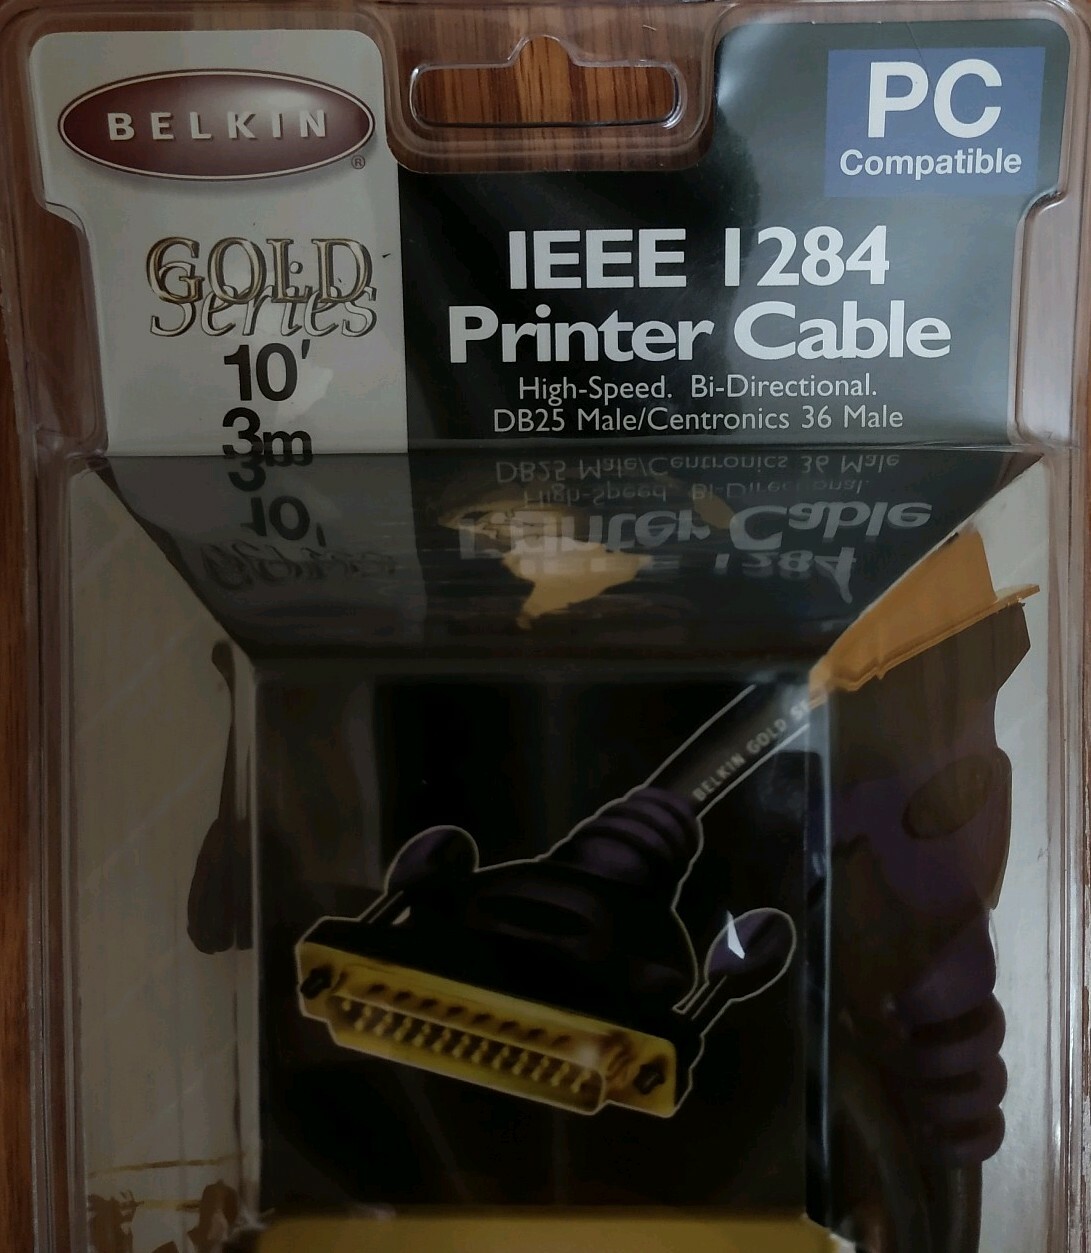 BELKIN
®
GOLD
Series
10'
3m
PC
Compatible
IEEE 1284
Printer Cable
High-Speed. Bi-Directional.
DB25 Male/Centronics 36 Male
BELKIN GOLD